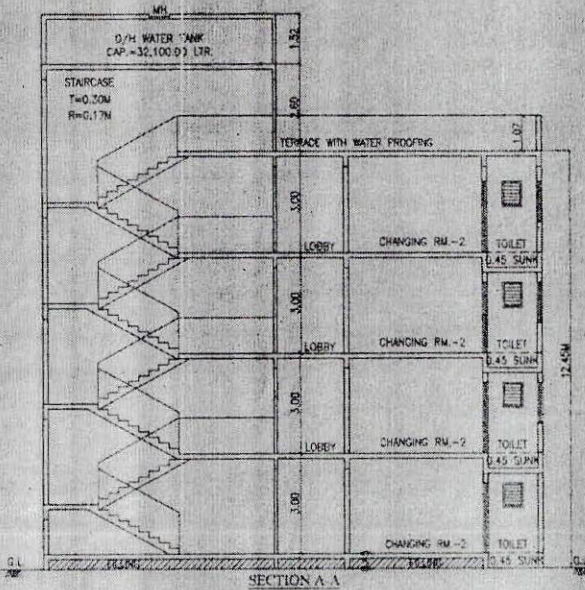 MH
O/H WATER TANK
CAP.=32,100.00 LTR.
1.52
STAIRCASE
T=0.30M
R=0.17M
2.60
1.07
TERRACE WITH WATER PROOFING
3.00
LOBBY
CHANGING RM.-2
TOILET
0.45 SUNK
3.00
LOBBY
CHANGING RM.-2
TOILET
0.45 SUNK
12.45M
3.00
LOBBY
CHANGING RM.-2
TOILET
0.45 SUNK
3.00
CHANGING RM.-2
TOILET
G.L
FILLING
FILLING
0.45 SUNK
SECTION A-A